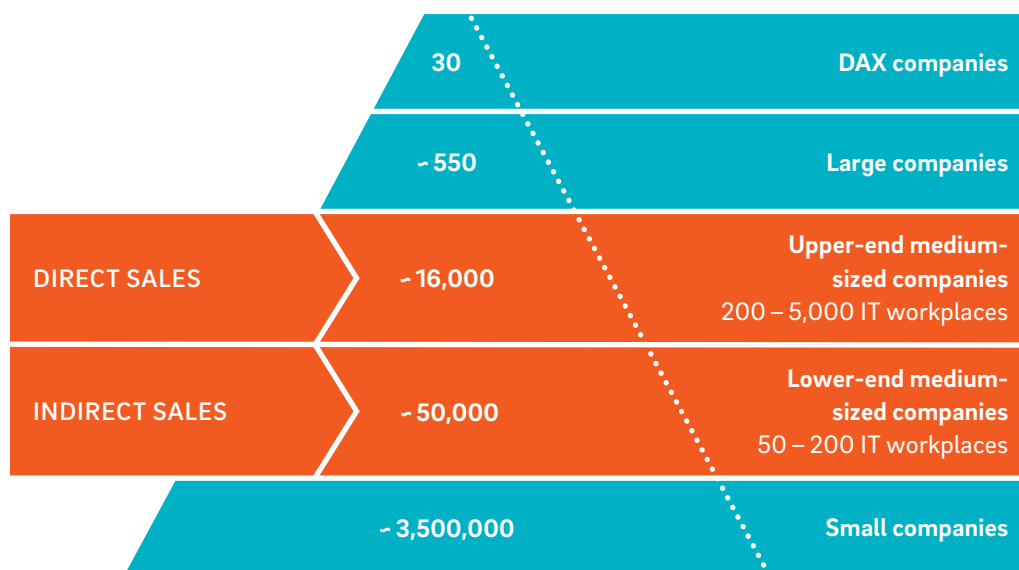 30
DAX companies
~ 550
Large companies
DIRECT SALES
~ 16,000
Upper-end medium-
sized companies
200 – 5,000 IT workplaces
INDIRECT SALES
~ 50,000
Lower-end medium-
sized companies
50 – 200 IT workplaces
~ 3,500,000
Small companies